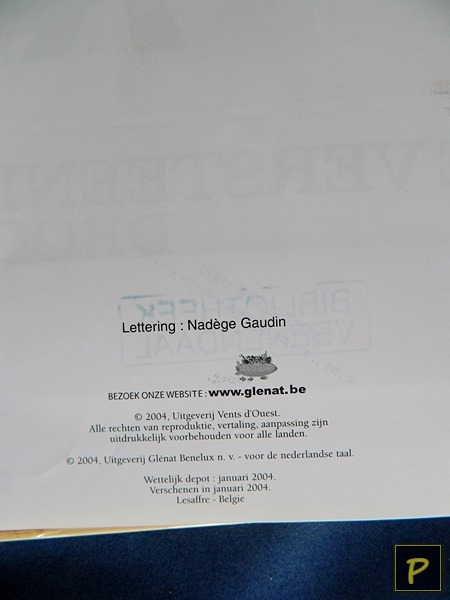 Lettering : Nadège Gaudin
BEZOEK ONZE WEBSITE : www.glenat.be
© 2004, Uitgeverij Vents d'Ouest.
Alle rechten van reproduktie, vertaling, aanpassing zijn
uitdrukkelijk voorbehouden voor alle landen.
© 2004, Uitgeverij Glénat Benelux n. v. - voor de nederlandse taal.
Wettelijk depot : januari 2004.
Verschenen in januari 2004.
Lesaffre - Belgie
P